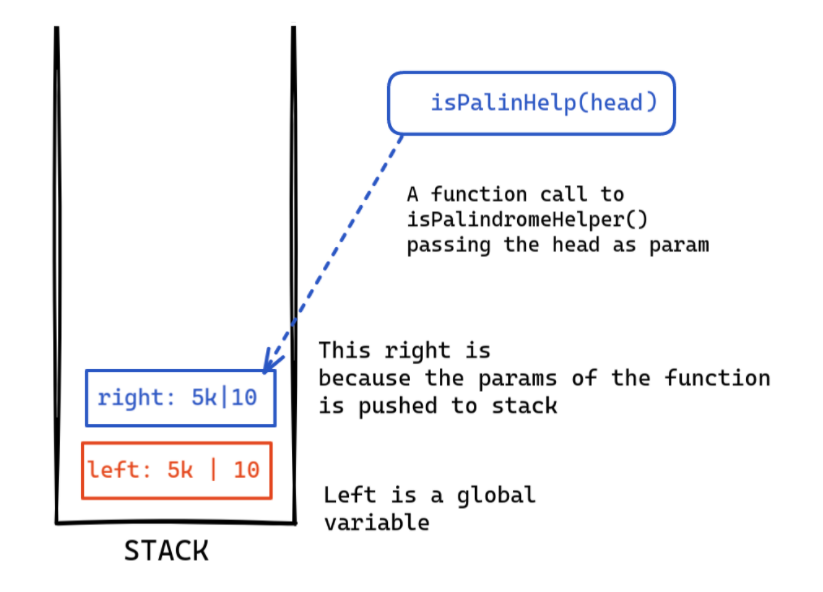 isPalinHelp(head)
A function call to
isPalindromeHelper()
passing the head as param
This right is
because the params of the function
is pushed to stack
right: 5k|10
left: 5k | 10
Left is a global
variable
STACK